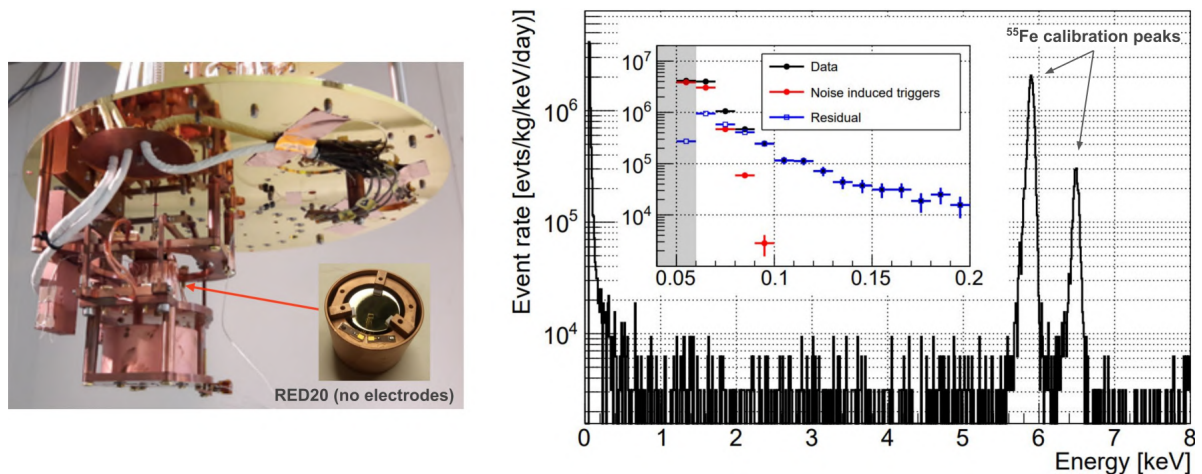 RED20 (no electrodes)
Event rate [evts/kg/keV/day]
10⁶
10⁵
10⁴
⁵⁵Fe calibration peaks
10⁷
10⁶
10⁵
10⁴
Data
Noise induced triggers
Residual
0.05
0.1
0.15
0.2
0
1
2
3
4
5
6
7
8
Energy [keV]